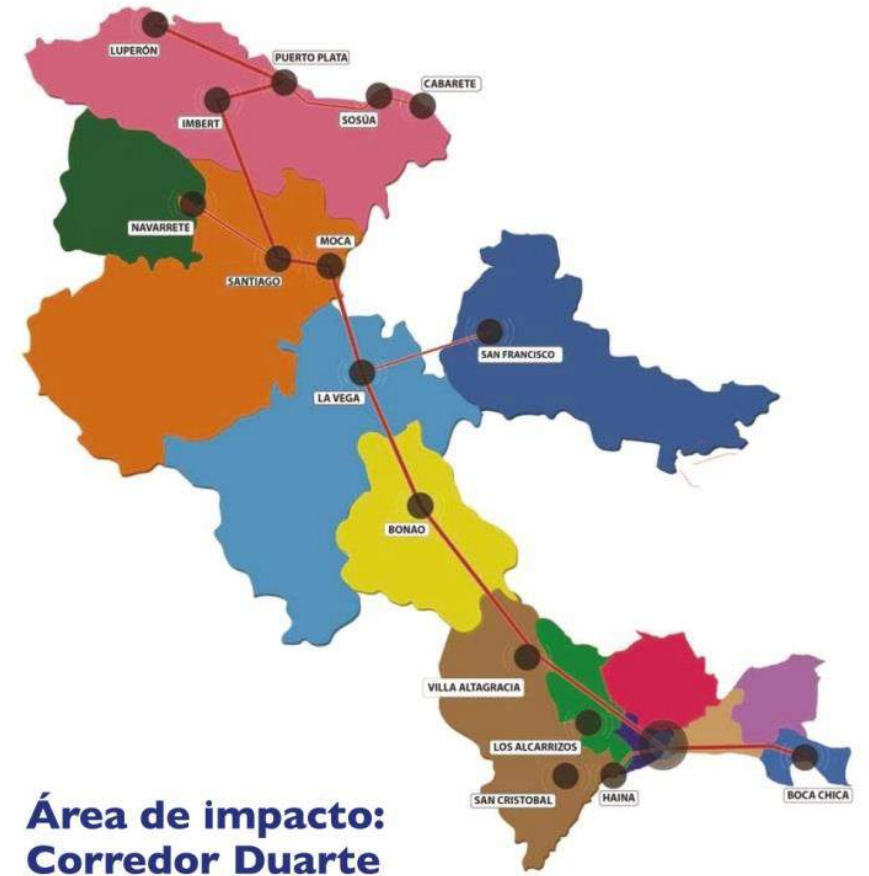 LUPERÓN
PUERTO PLATA
CABARETE
IMBERT
SOSÚA
NAVARRETE
MOCA
SANTIAGO
SAN FRANCISCO
LA VEGA
BONAO
VILLA ALTAGRACIA
LOS ALCARRIZOS
SAN CRISTOBAL
HAINA
BOCA CHICA
Área de impacto:
Corredor Duarte